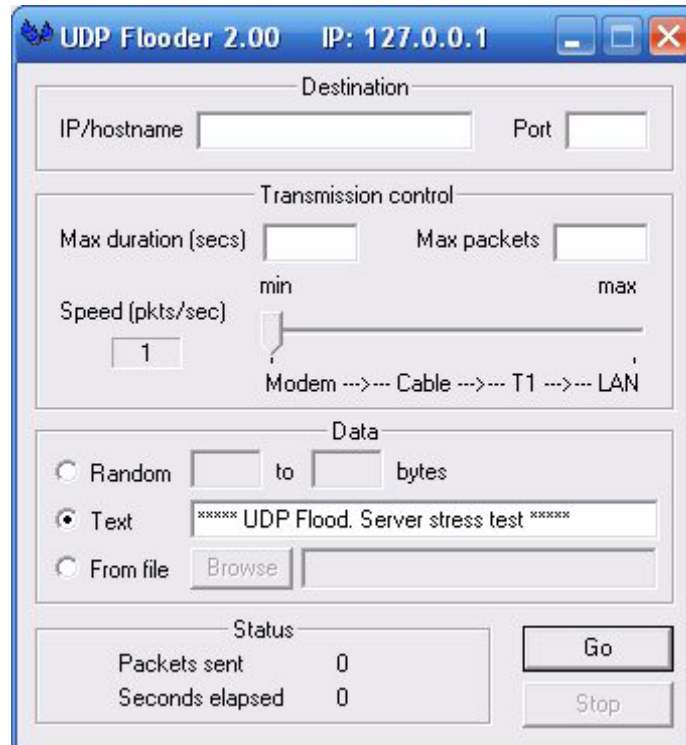 UDP Flooder 2.00 IP: 127.0.0.1
Destination
IP/hostname Port
Transmission control
Max duration (secs) Max packets
min max
Speed (pkts/sec)
1
Modem --->--- Cable --->--- T1 --->--- LAN
Data
Random to bytes
Text ***** UDP Flood. Server stress test *****
From file Browse
Status
Packets sent 0
Seconds elapsed 0
Go
Stop